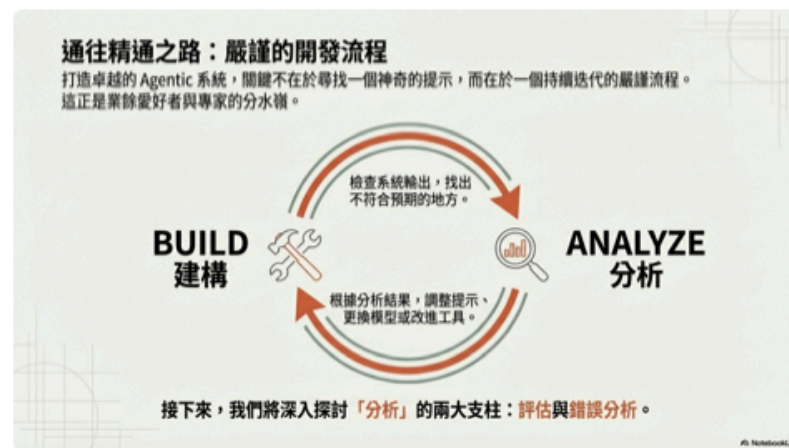 通往精通之路：嚴謹的開發流程
打造卓越的 Agentic 系統，關鍵不在於尋找一個神奇的提示，而在於一個持續迭代的嚴謹流程。
這正是業餘愛好者與專家的分水嶺。
檢查系統輸出，找出
不符合預期的地方。
BUILD
建構
ANALYZE
分析
根據分析結果，調整提示、
更換模型或改進工具。
接下來，我們將深入探討「分析」的兩大支柱：評估與錯誤分析。